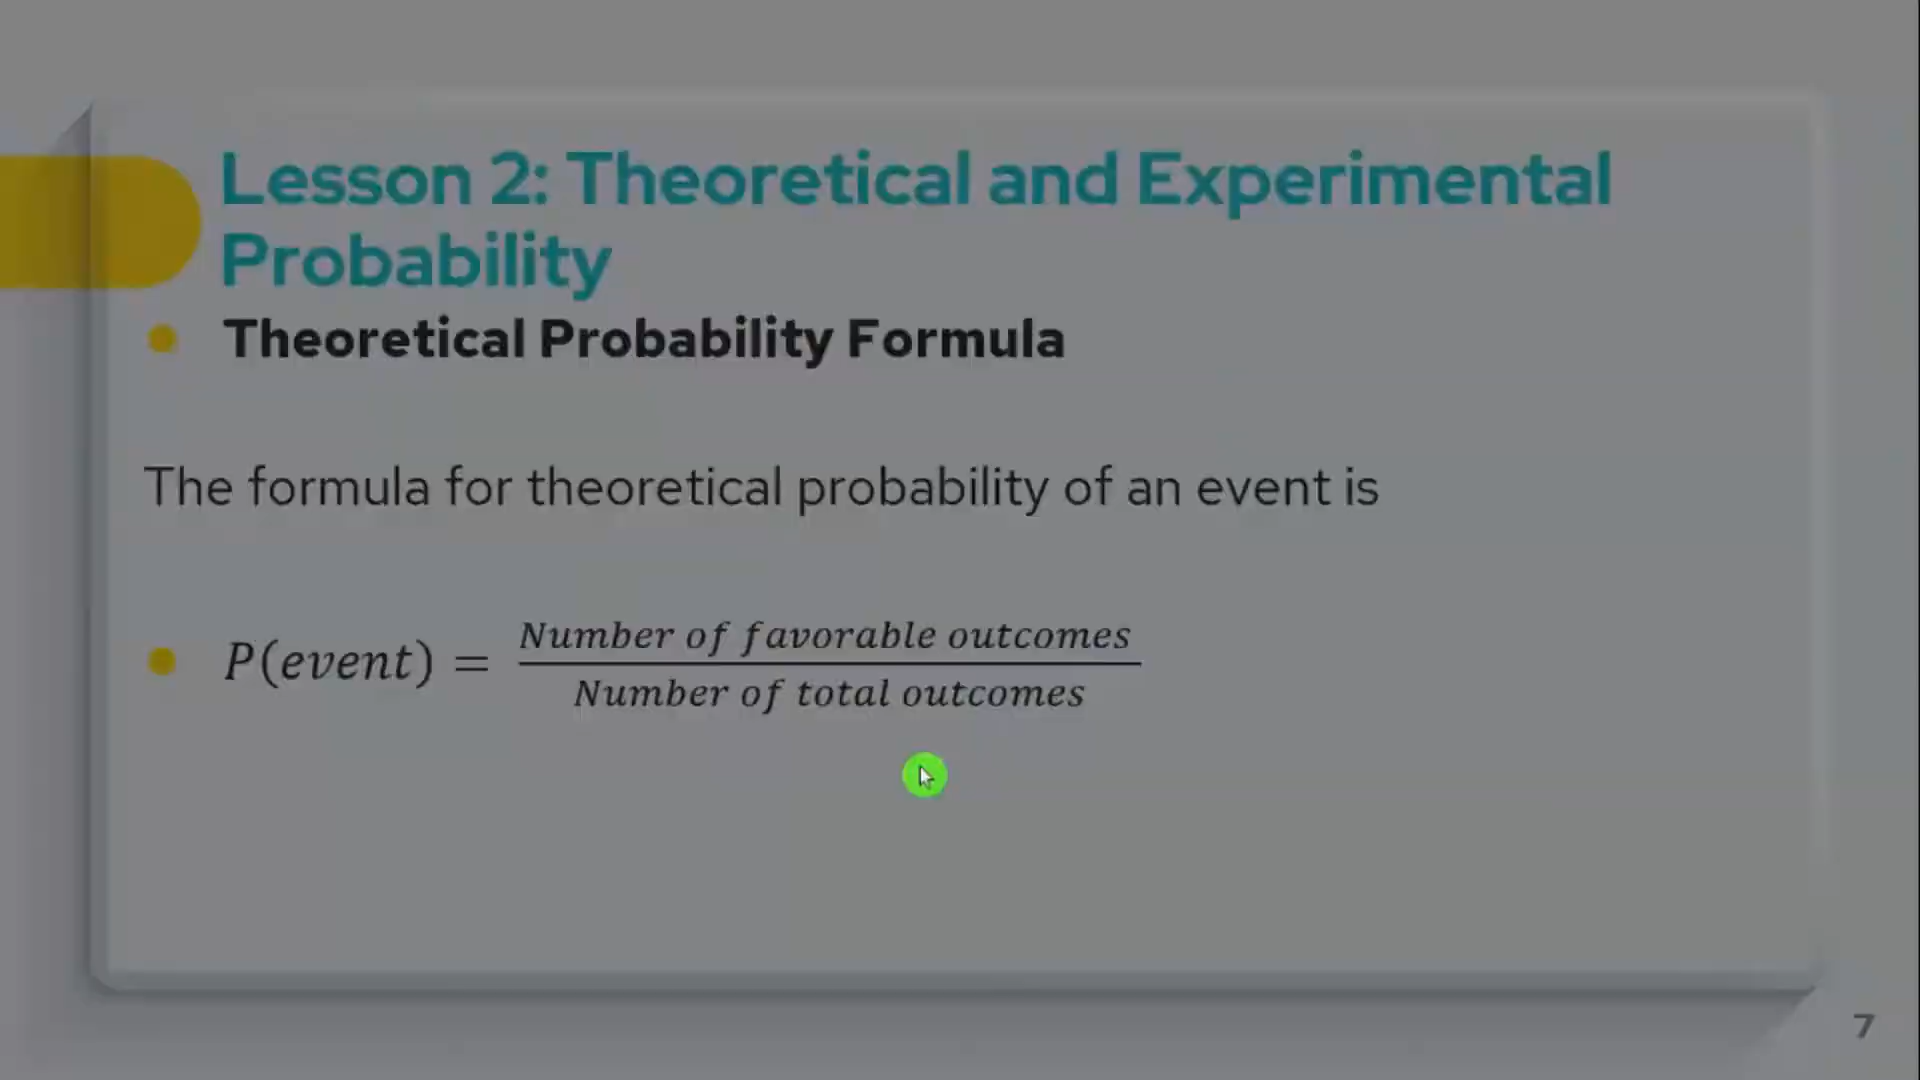 Lesson 2: Theoretical and Experimental
Probability
Theoretical Probability Formula
The formula for theoretical probability of an event is
P(event) = Number of favorable outcomes / Number of total outcomes
7